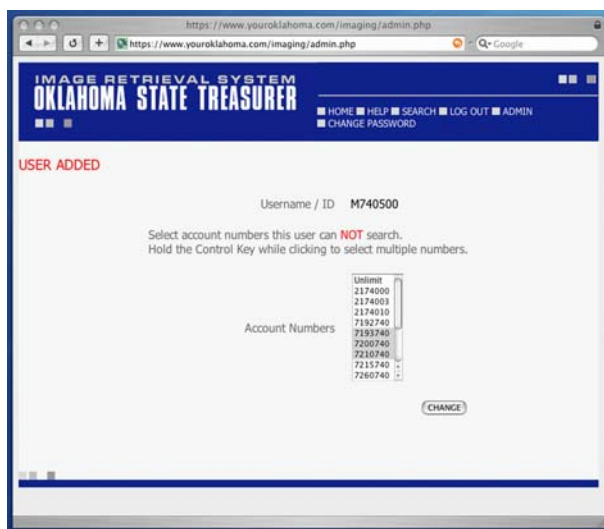 https://www.youroklahoma.com/imaging/admin.php
https://www.youroklahoma.com/imaging/admin.php
Google
IMAGE RETRIEVAL SYSTEM
OKLAHOMA STATE TREASURER
HOME HELP SEARCH LOG OUT ADMIN
CHANGE PASSWORD
USER ADDED
Username / ID M740500
Select account numbers this user can NOT search.
Hold the Control Key while clicking to select multiple numbers.
Account Numbers
Unlimit
2174000
2174003
2174010
7192740
7193740
7200740
7210740
7215740
7260740
CHANGE